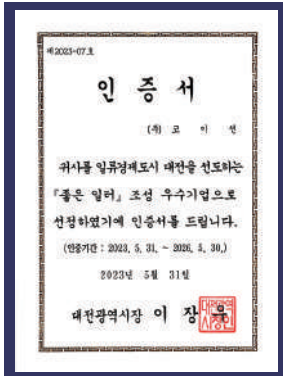 제2023-07호
인 증 서
(주) 코 이 션
귀사를 일류경제도시 대전을 선도하는
『좋은 일터』 조성 우수기업으로
선정하였기에 인증서를 드립니다.
(인증기간 : 2023. 5. 31. ~ 2026. 5. 30.)
2023년 5월 31일
대전광역시장 이 장 우